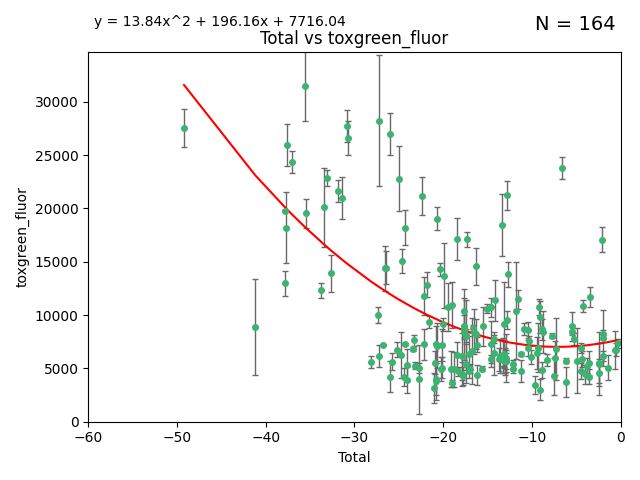 y = 13.84x^2 + 196.16x + 7716.04
N = 164
Total vs toxgreen_fluor
toxgreen_fluor
30000
25000
20000
15000
10000
5000
0
−60
−50
−40
−30
−20
−10
0
Total